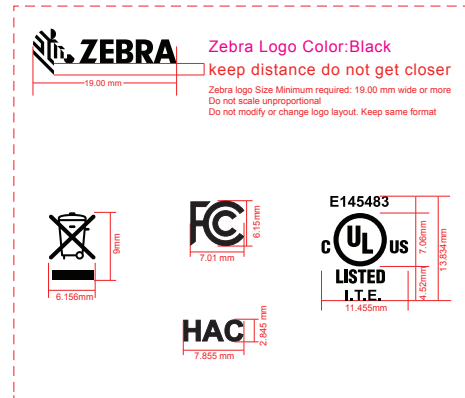 ZEBRA
19.00 mm
Zebra Logo Color:Black
keep distance do not get closer
Zebra logo Size Minimum required: 19.00 mm wide or more
Do not scale unproportional
Do not modify or change logo layout. Keep same format
9mm
6.156mm
FC
6.15mm
7.01 mm
E145483
C UL US
LISTED
I.T.E.
7.06mm
4.52mm
13.834mm
11.455mm
HAC
2.845 mm
7.855 mm